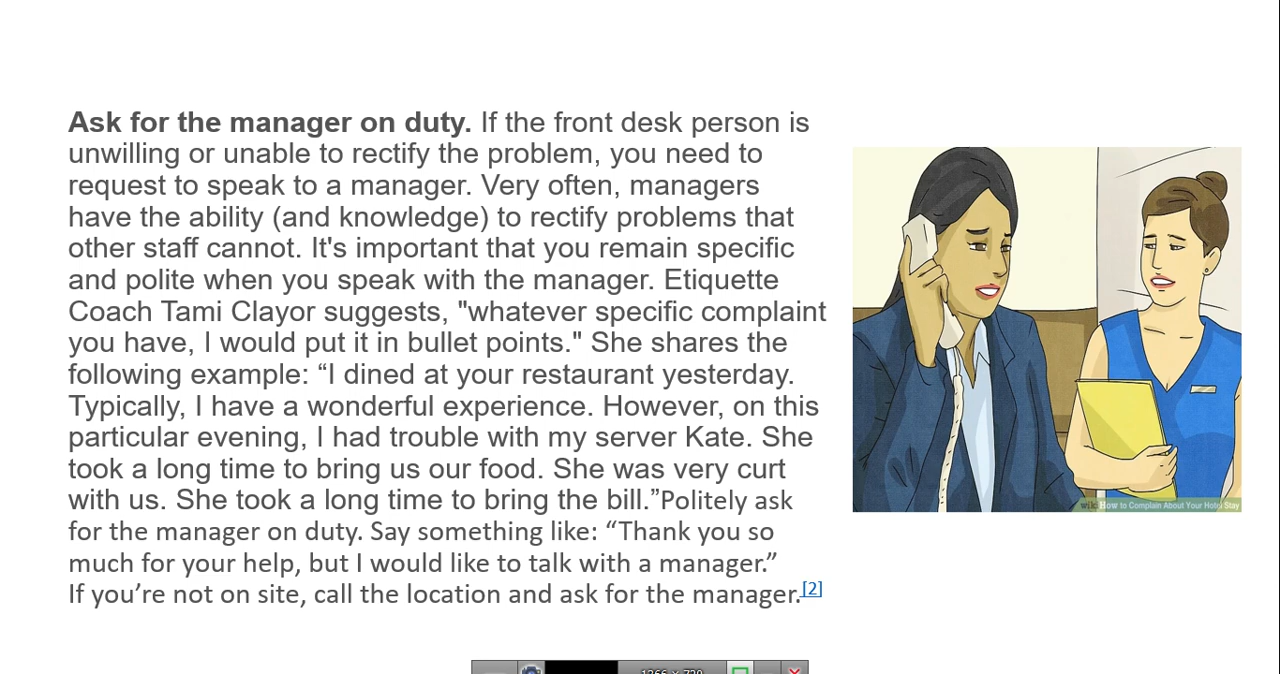 Ask for the manager on duty. If the front desk person is
unwilling or unable to rectify the problem, you need to
request to speak to a manager. Very often, managers
have the ability (and knowledge) to rectify problems that
other staff cannot. It's important that you remain specific
and polite when you speak with the manager. Etiquette
Coach Tami Clayor suggests, "whatever specific complaint
you have, I would put it in bullet points." She shares the
following example: “I dined at your restaurant yesterday.
Typically, I have a wonderful experience. However, on this
particular evening, I had trouble with my server Kate. She
took a long time to bring us our food. She was very curt
with us. She took a long time to bring the bill.”Politely ask
for the manager on duty. Say something like: “Thank you so
much for your help, but I would like to talk with a manager.”
If you’re not on site, call the location and ask for the manager.[2]
wikiHow to Complain About Your Hotel Stay